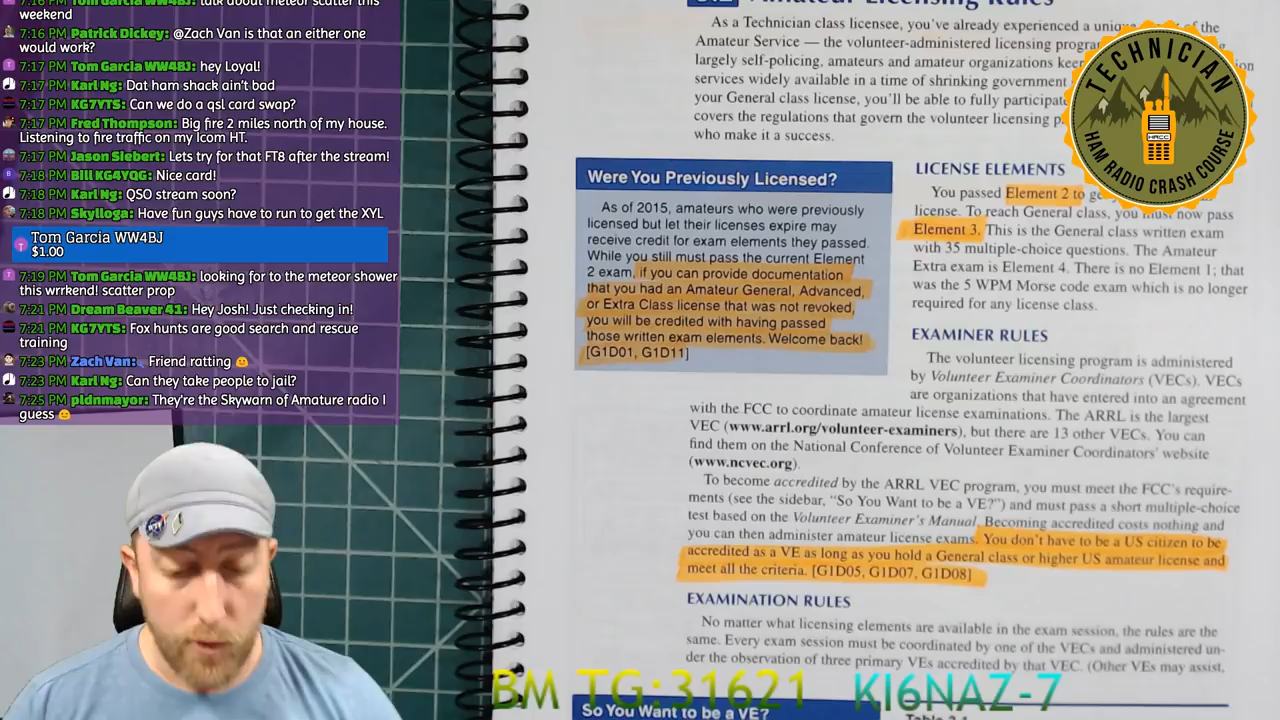 7:16 PM Tom Garcia WW4BJ: talk about meteor scatter this
weekend
7:16 PM Patrick Dickey: @Zach Van is that an either one
would work?
7:17 PM Tom Garcia WW4BJ: hey Loyal!
7:17 PM Karl Ng: Dat ham shack ain't bad
7:17 PM KG7YTS: Can we do a qsl card swap?
7:17 PM Fred Thompson: Big fire 2 miles north of my house.
Listening to fire traffic on my Icom HT
7:17 PM Jason Siebert: Lets try for that FT8 after the stream!
7:18 PM Bill KG4YQG: Nice card!
7:18 PM Karl Ng: QSO stream soon?
7:18 PM Skylloga: Have fun guys have to run to get the XYL
Tom Garcia WW4BJ
$1.00
7:19 PM Tom Garcia WW4BJ: looking for to the meteor shower
this wrrkend! scatter prop
7:21 PM Dream Beaver 41: Hey Josh! Just checking in!
7:21 PM KG7YTS: Fox hunts are good search and rescue
training
7:23 PM Zach Van: Friend ratting
7:23 PM Karl Ng: Can they take people to jail?
7:25 PM pldnmayor: They're the Skywarn of Amature radio I
guess
Amateur Licensing Rules
As a Technician class licensee, you've already experienced a unique of the
Amateur Service — the volunteer-administered licensing
largely self-policing, amateurs and amateur organizations
services widely available in a time of shrinking government
your General class license, you'll be able to fully participate
covers the regulations that govern the volunteer licensing
who make it a success.
Were You Previously Licensed?
As of 2015, amateurs who were previously
licensed but let their licenses expire may
receive credit for exam elements they passed.
While you still must pass the current Element
2 exam, if you can provide documentation
that you had an Amateur General, Advanced,
or Extra Class license that was not revoked,
you will be credited with having passed
those written exam elements. Welcome back!
[G1D01, G1D11]
LICENSE ELEMENTS
You passed Element 2 to
license. To reach General class, you must now pass
Element 3. This is the General class written exam
with 35 multiple-choice questions. The Amateur
Extra exam is Element 4. There is no Element 1; that
was the 5 WPM Morse code exam which is no longer
required for any license class.
EXAMINER RULES
The volunteer licensing program is administered
by Volunteer Examiner Coordinators (VECs). VECs
are organizations that have entered into an agreement
with the FCC to coordinate amateur license examinations. The ARRL is the largest
VEC (www.arrl.org/volunteer-examiners), but there are 13 other VECs. You can
find them on the National Conference of Volunteer Examiner Coordinators' website
(www.ncvec.org).
To become accredited by the ARRL VEC program, you must meet the FCC's require-
ments (see the sidebar, "So You Want to be a VE?") and must pass a short multiple-choice
test based on the Volunteer Examiner's Manual. Becoming accredited costs nothing and
you can then administer amateur license exams. You don't have to be a US citizen to be
accredited as a VE as long as you hold a General class or higher US amateur license and
meet all the criteria. [G1D05, G1D07, G1D08]
EXAMINATION RULES
No matter what licensing elements are available in the exam session, the rules are the
same. Every exam session must be coordinated by one of the VECs and administered un-
der the observation of three primary VEs accredited by that VEC. (Other VEs may assist,
So You Want to be a VE?
TECHNICIAN
HRCC
HAM RADIO CRASH COURSE
BM TG:31621 KI6NAZ-7